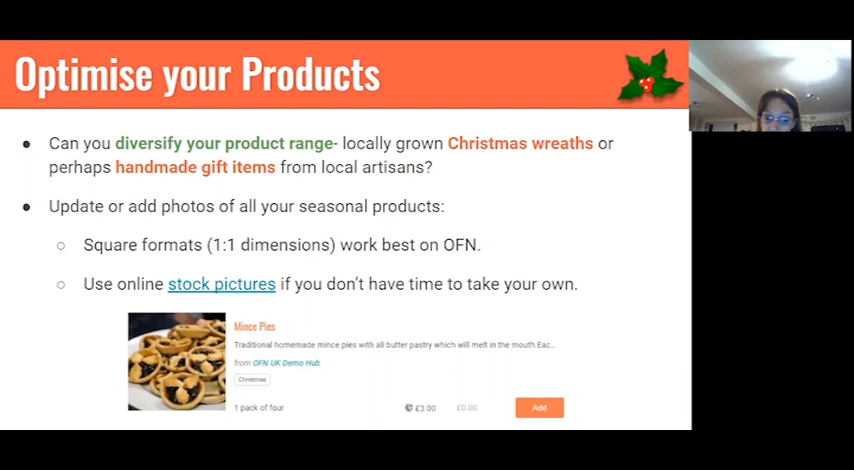 Optimise your Products
Can you diversify your product range- locally grown Christmas wreaths or
perhaps handmade gift items from local artisans?
Update or add photos of all your seasonal products:
Square formats (1:1 dimensions) work best on OFN.
Use online stock pictures if you don't have time to take your own.
Mince Pies
Traditional homemade mince pies with all butter pastry which will melt in the mouth.Eac...
from OFN UK Demo Hub
Christmas
1 pack of four £3.00 £0.00 Add